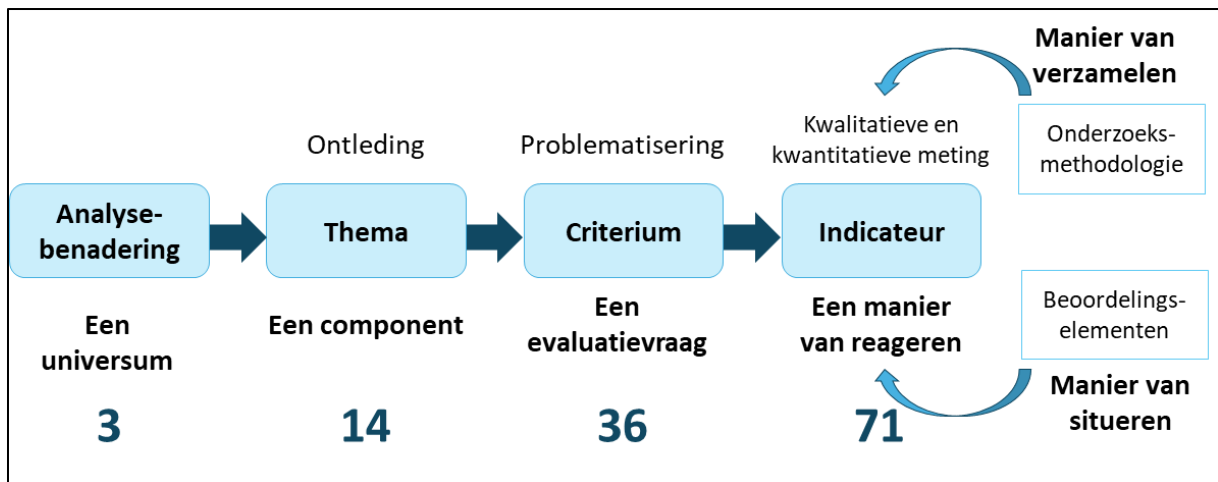 Manier van
verzamelen
Kwalitatieve en
kwantitatieve meting
Onderzoeks-
methodologie
Ontleding
Problematisering
Analyse-
benadering
Thema
Criterium
Indicateur
Een
universum
Een component
Een
evaluatievraag
Een manier
van reageren
Beoordelings-
elementen
Manier van
situeren
3
14
36
71